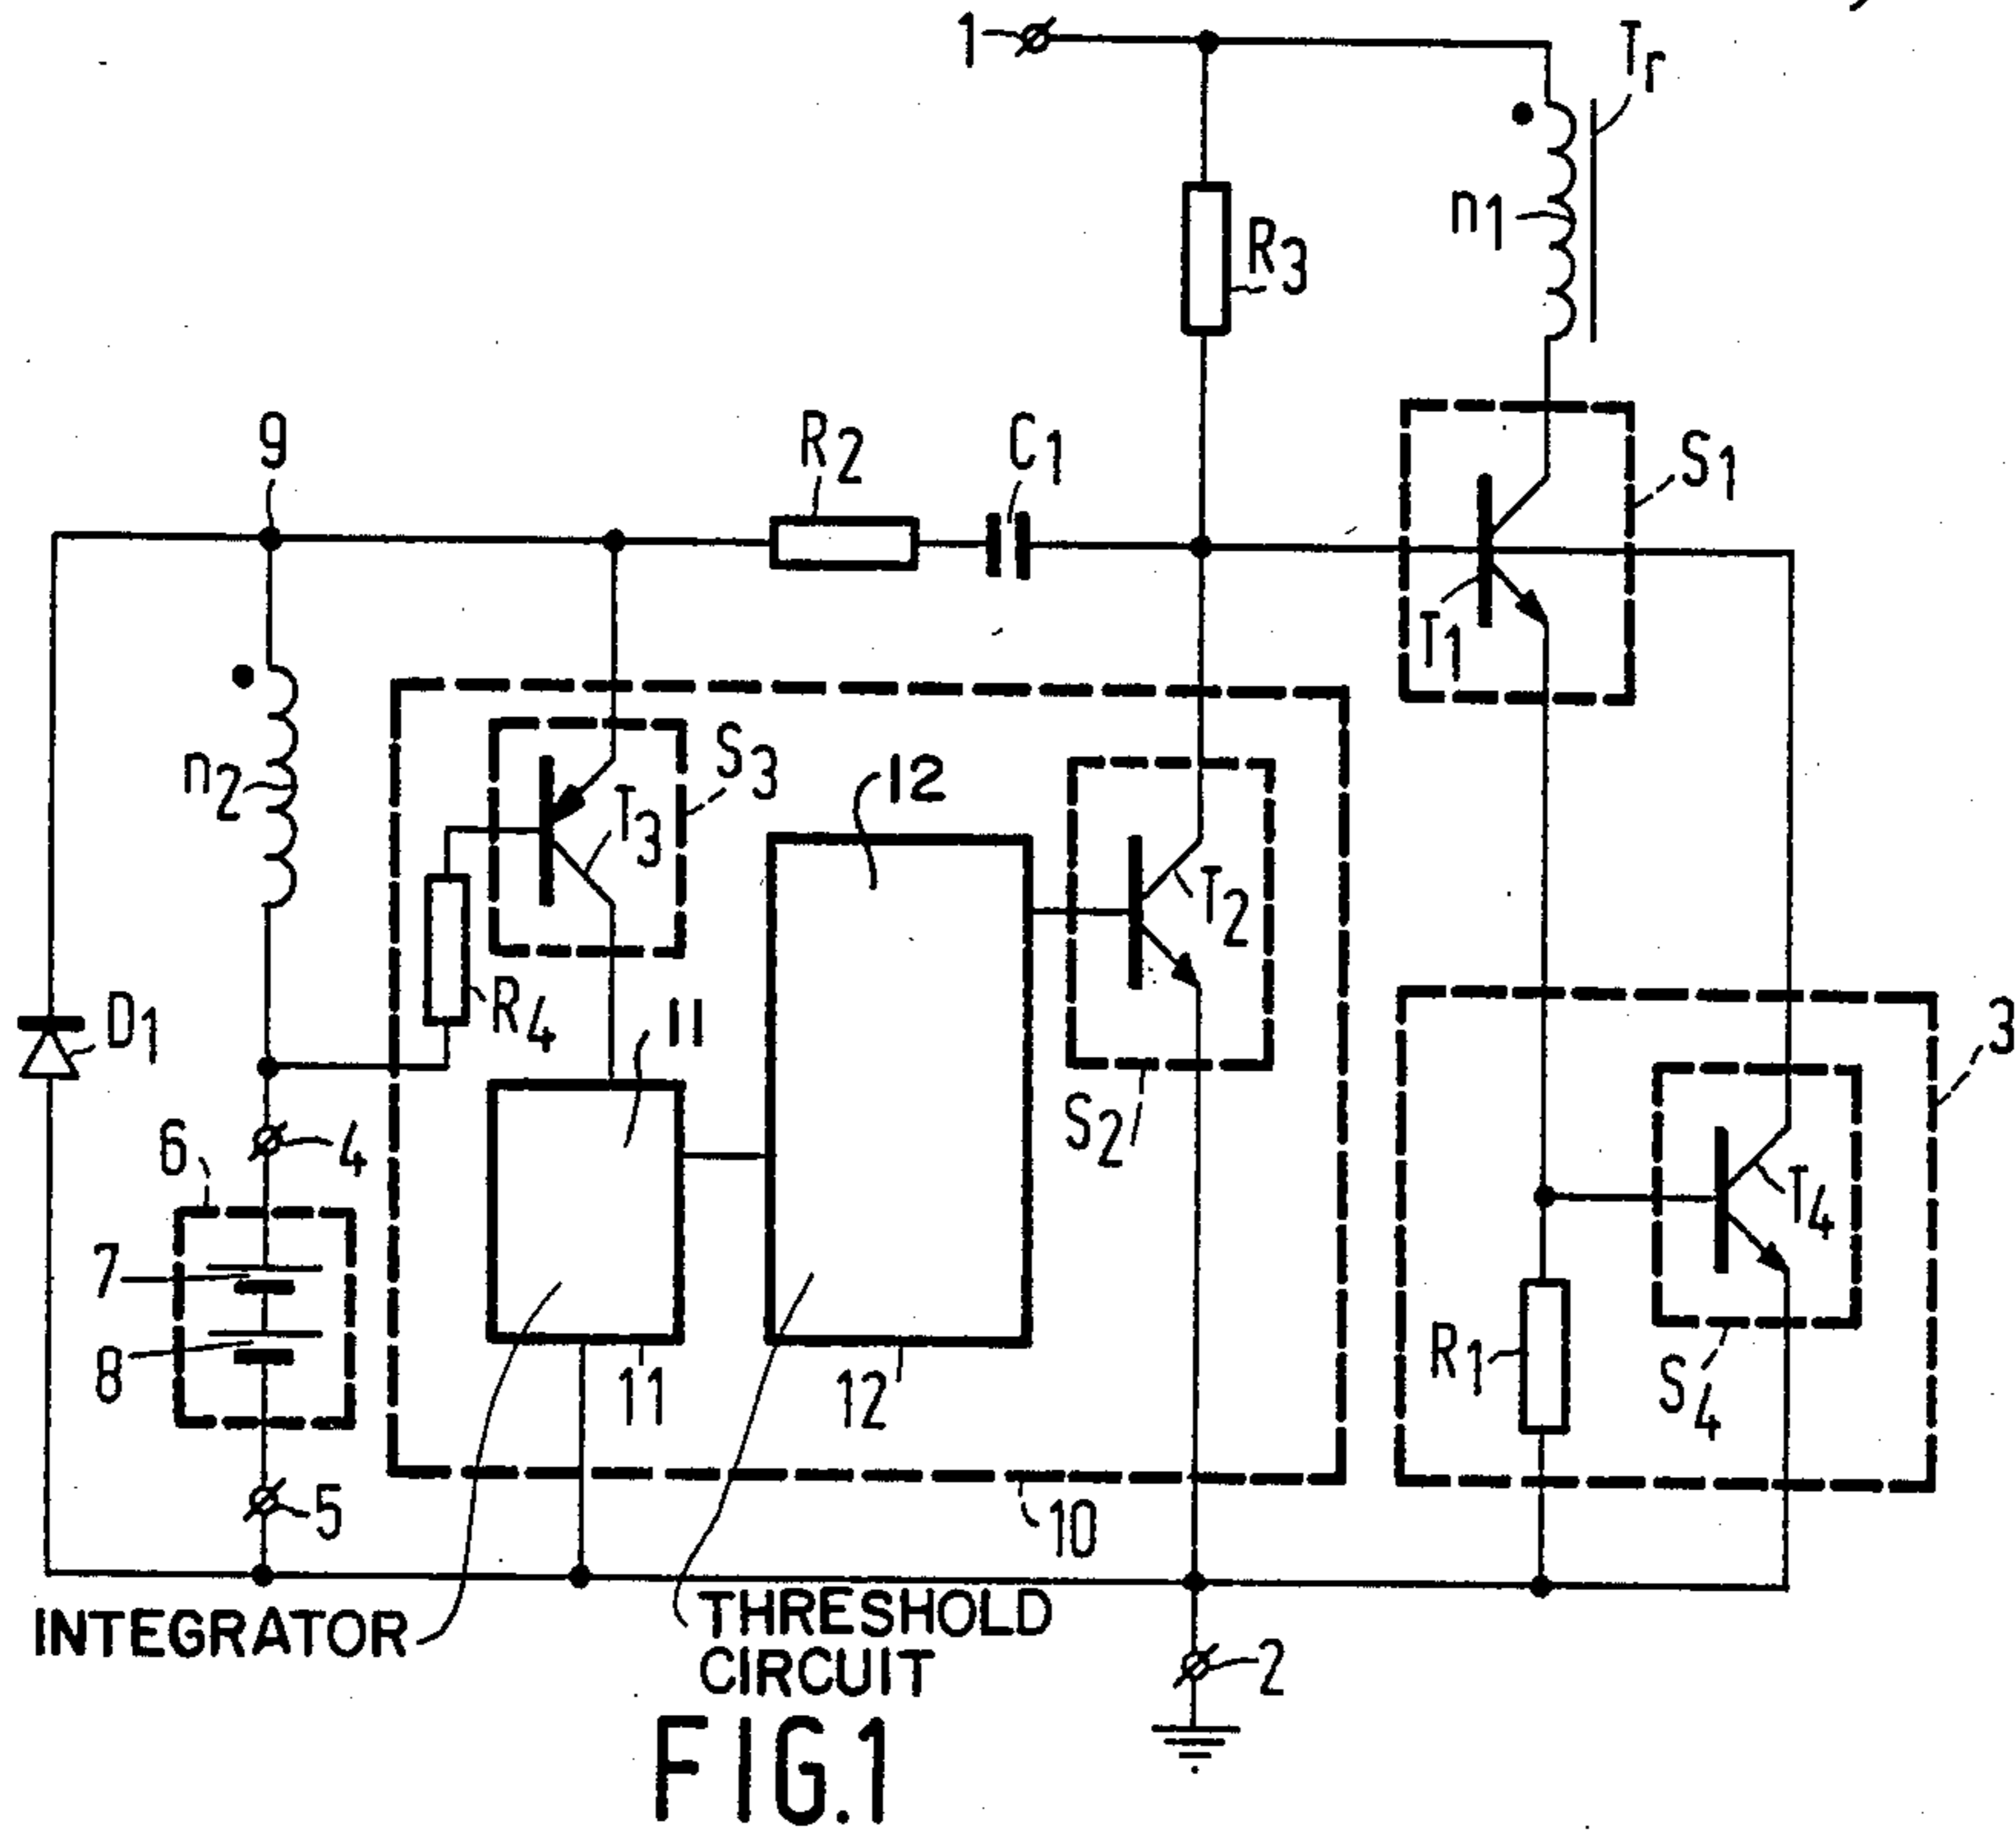 1
Tr
n1
R3
9
R2
C1
S1
T1
n2
S3
12
T3
T2
R4
11
D1
3
S2
6
4
T4
7
8
R1
S4
11
12
5
10
INTEGRATOR
THRESHOLD
CIRCUIT
2
FIG.1